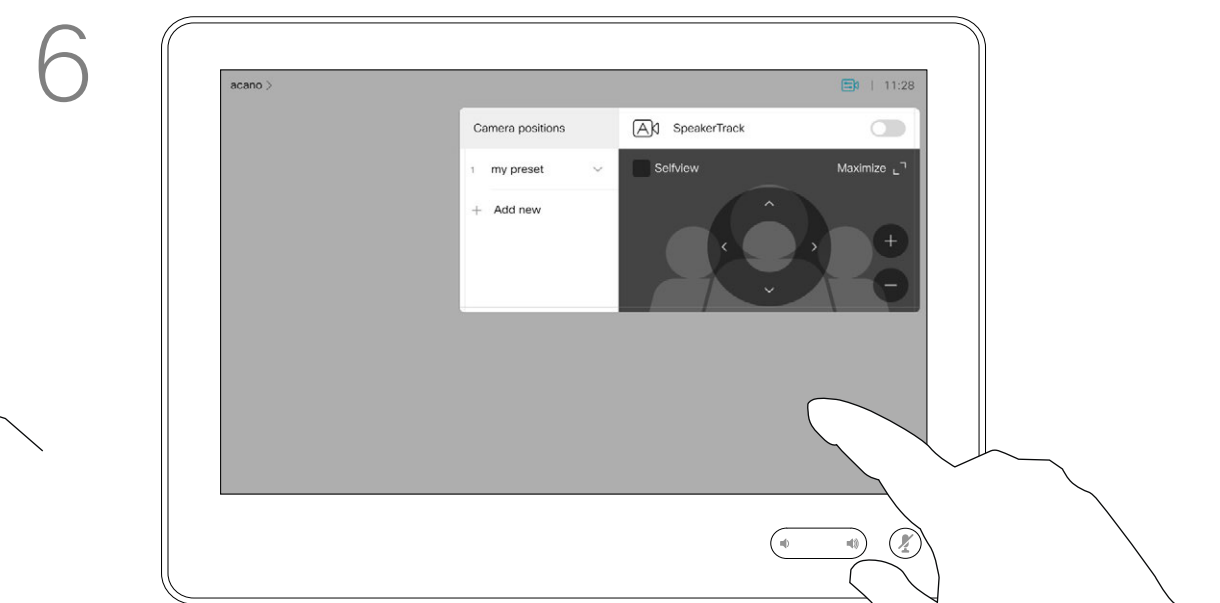 6
acano >
11:28
Camera positions
SpeakerTrack
1 my preset
Selfview
Maximize
+ Add new